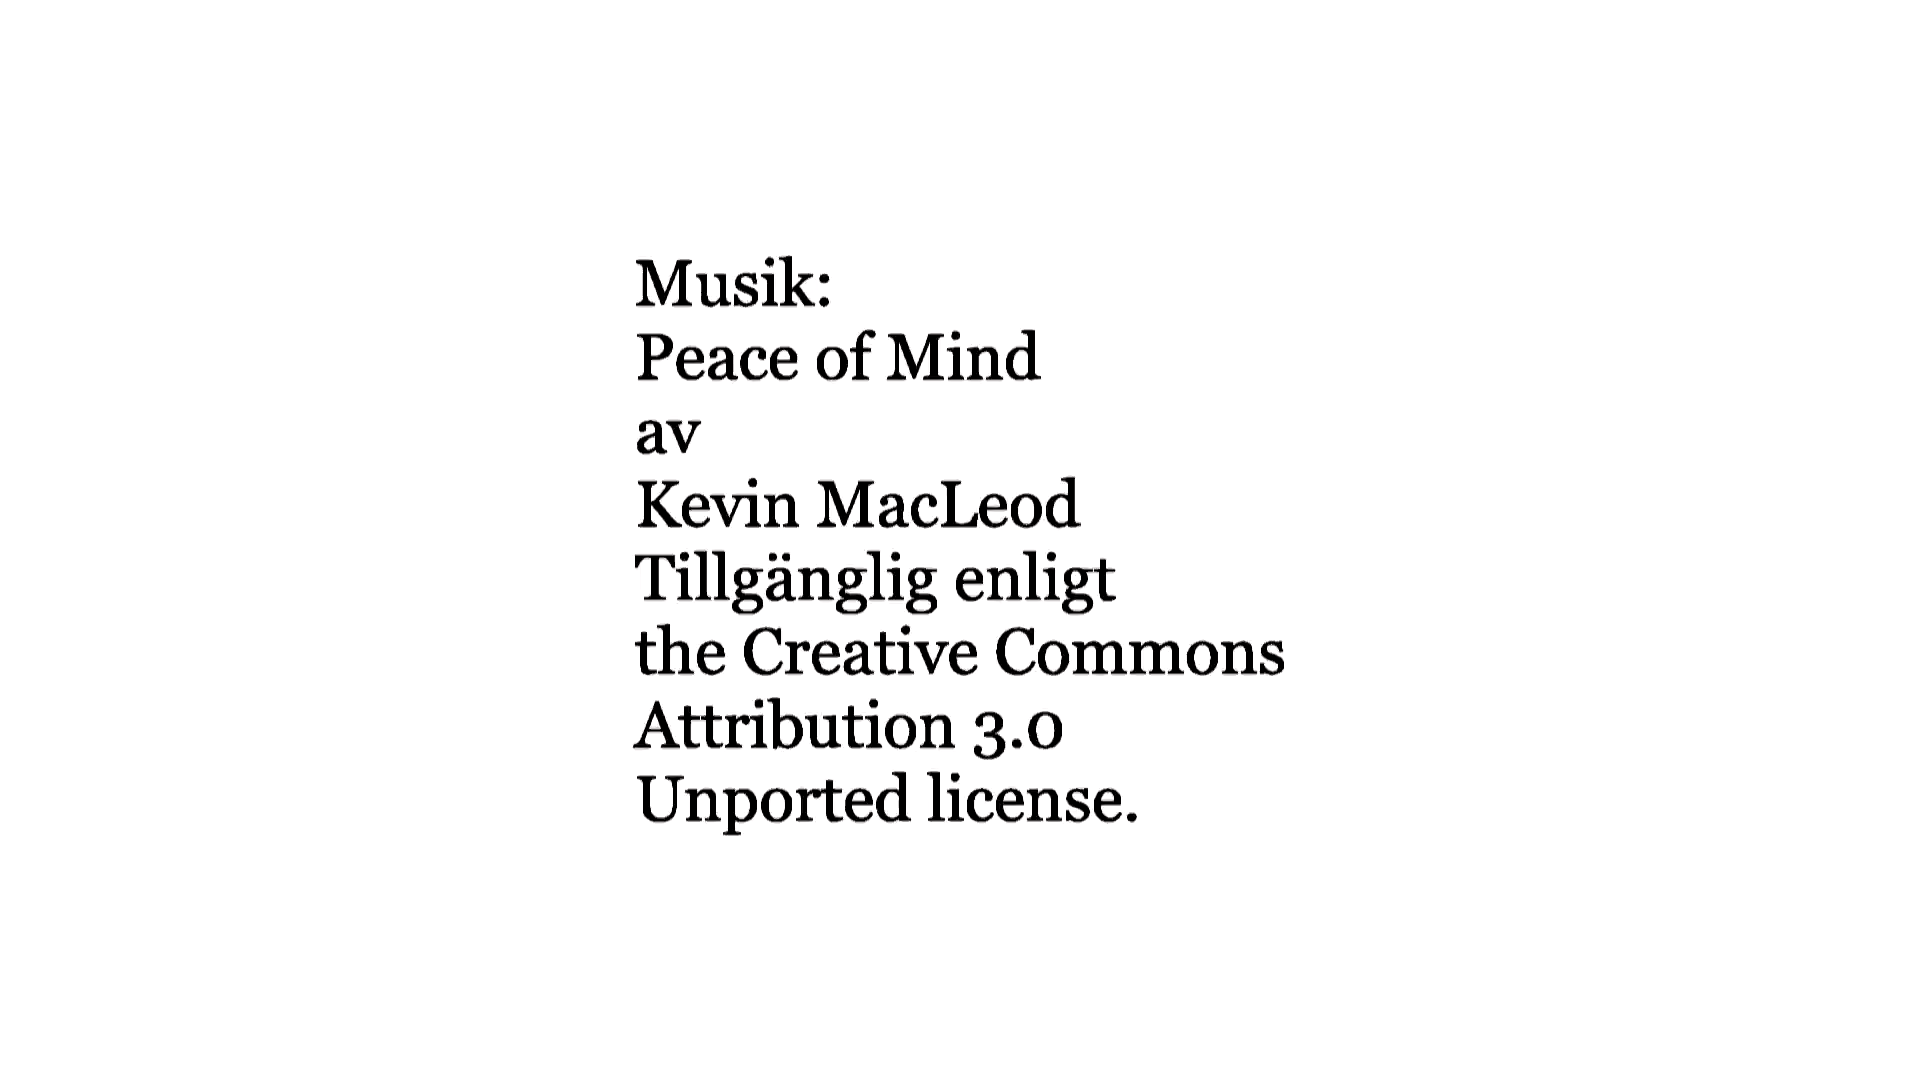 Musik:
Peace of Mind
av
Kevin MacLeod
Tillgänglig enligt
the Creative Commons
Attribution 3.0
Unported license.